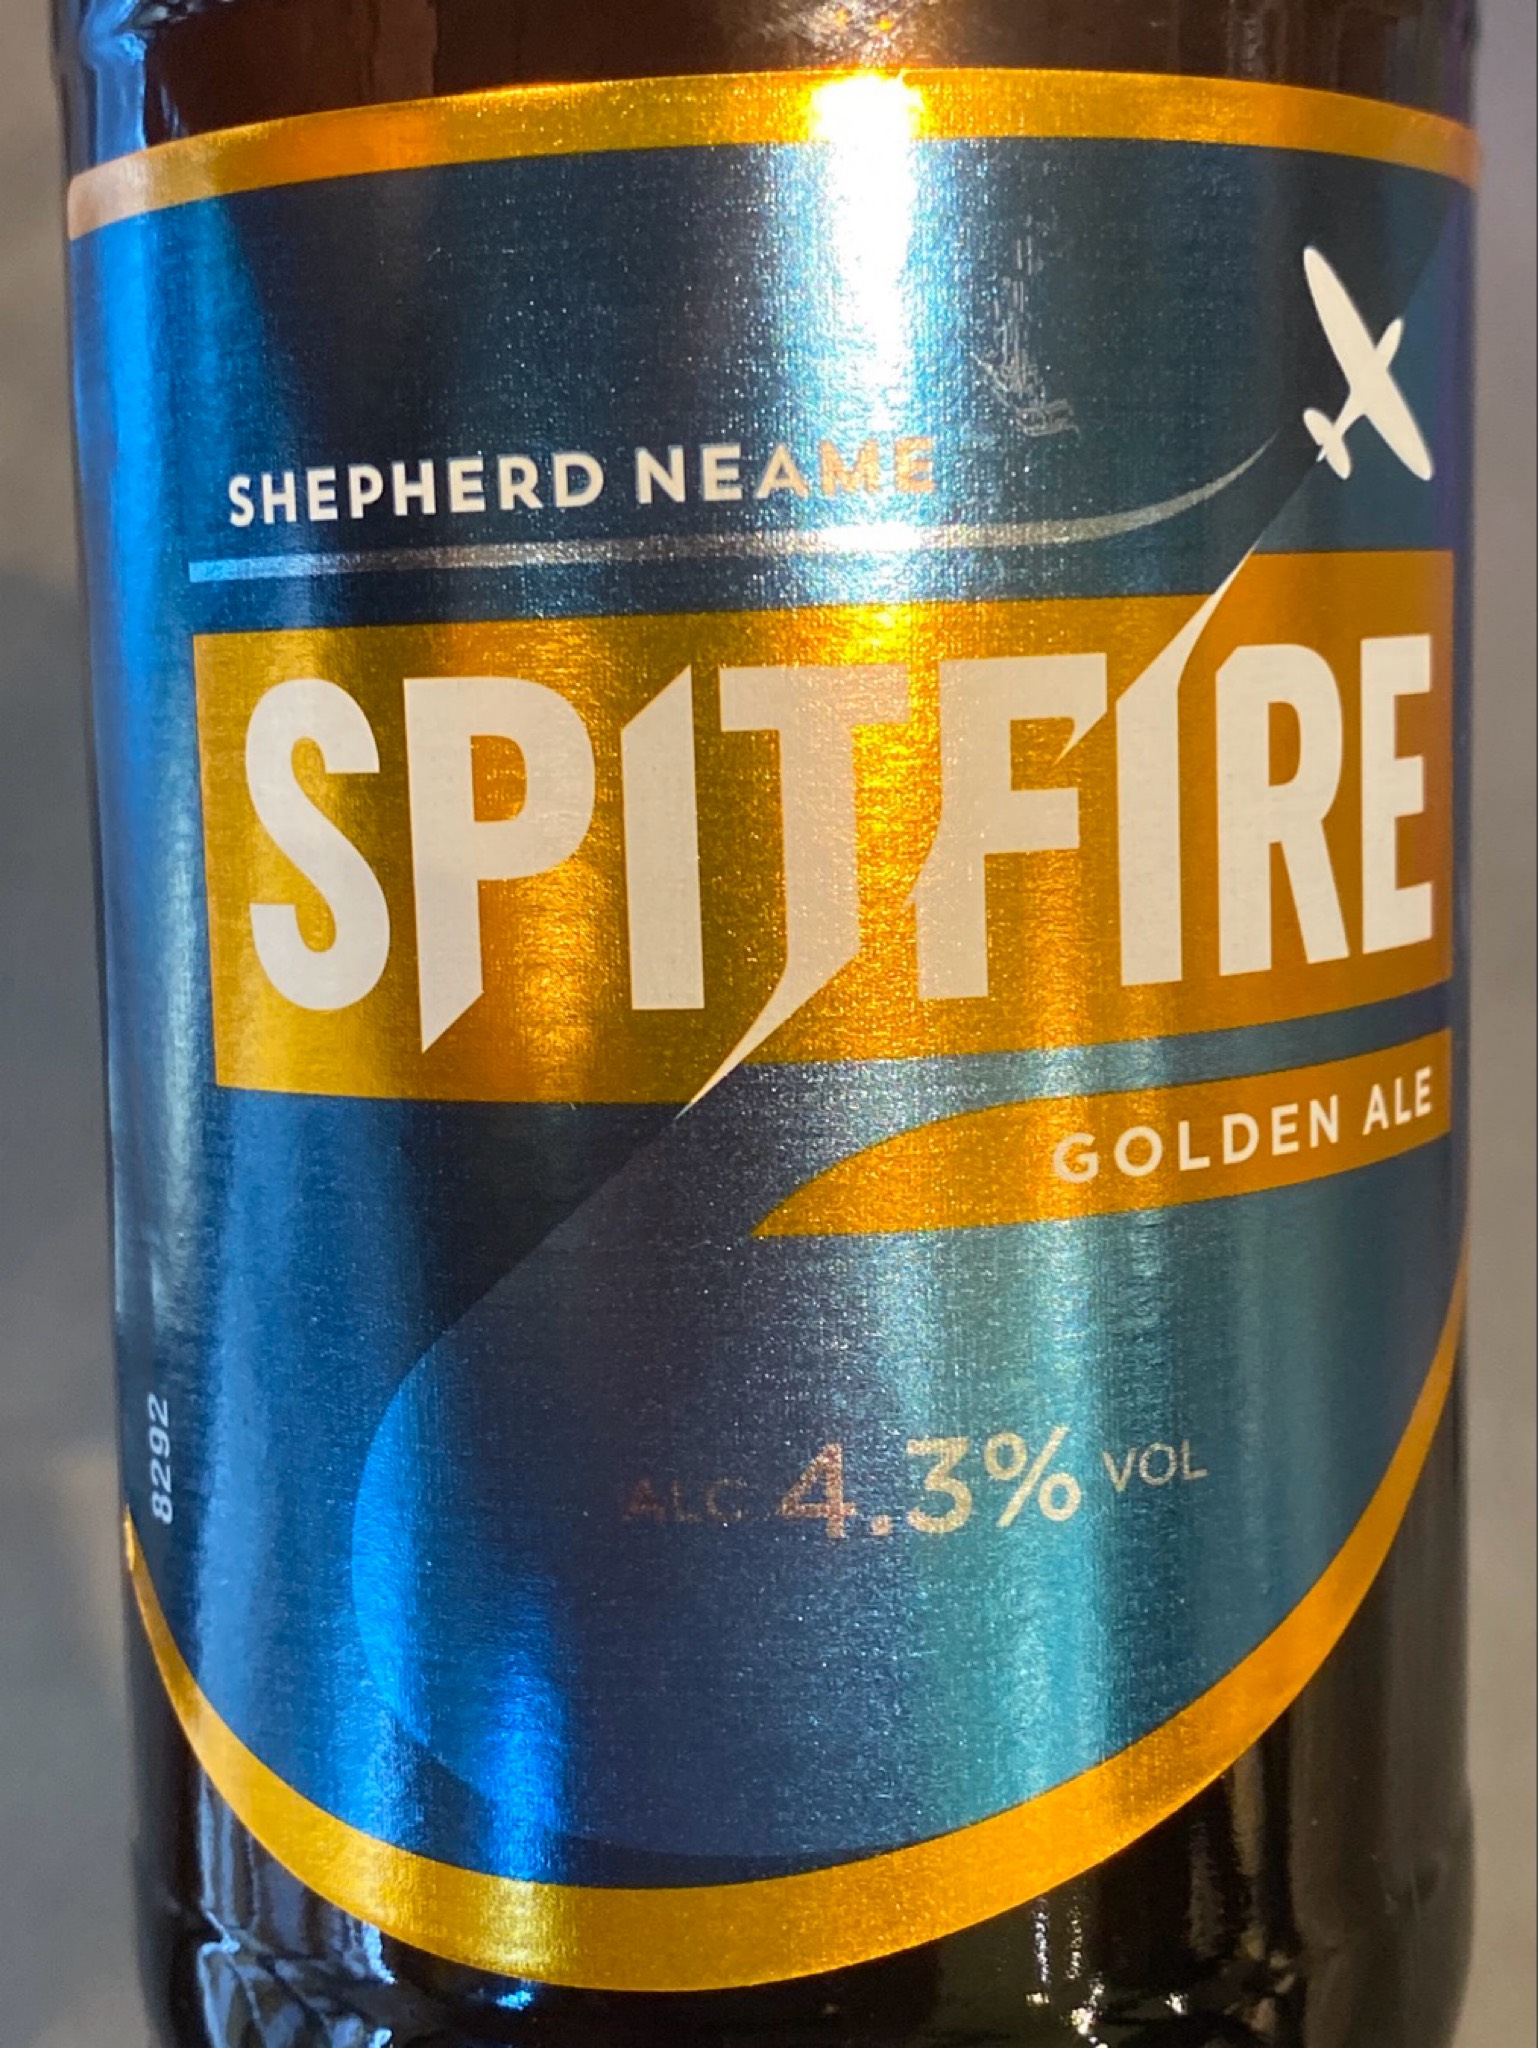 SHEPHERD NEAME
SPITFIRE
GOLDEN ALE
ALC 4.3% VOL
8292